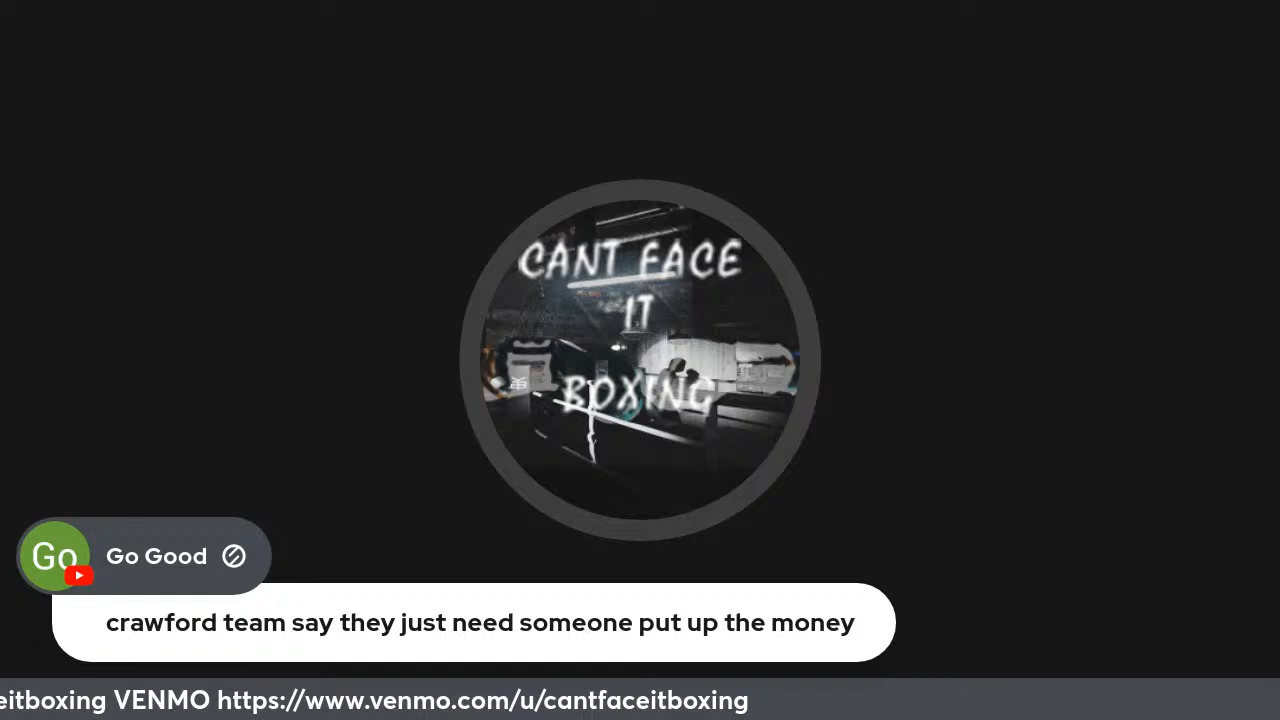 CANT FACE
IT
BOXING
Go
Go Good
crawford team say they just need someone put up the money
eitboxing VENMO https://www.venmo.com/u/cantfaceitboxing